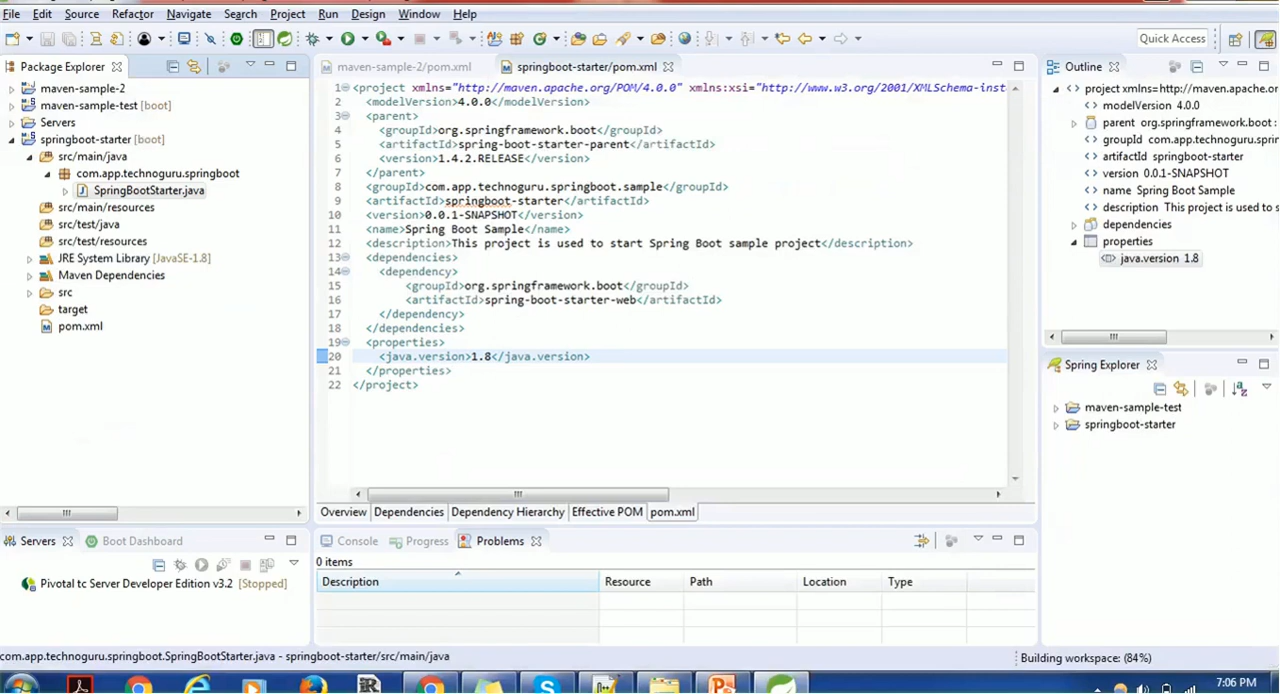 File Edit Source Refactor Navigate Search Project Run Design Window Help
Quick Access
Package Explorer
maven-sample-2
maven-sample-test [boot]
Servers
springboot-starter [boot]
src/main/java
com.app.technoguru.springboot
SpringBootStarter.java
src/main/resources
src/test/java
src/test/resources
JRE System Library [JavaSE-1.8]
Maven Dependencies
src
target
pom.xml
maven-sample-2/pom.xml springboot-starter/pom.xml
1 <project xmlns="http://maven.apache.org/POM/4.0.0" xmlns:xsi="http://www.w3.org/2001/XMLSchema-inst
2 <modelVersion>4.0.0</modelVersion>
3 <parent>
4 <groupId>org.springframework.boot</groupId>
5 <artifactId>spring-boot-starter-parent</artifactId>
6 <version>1.4.2.RELEASE</version>
7 </parent>
8 <groupId>com.app.technoguru.springboot.sample</groupId>
9 <artifactId>springboot-starter</artifactId>
10 <version>0.0.1-SNAPSHOT</version>
11 <name>Spring Boot Sample</name>
12 <description>This project is used to start Spring Boot sample project</description>
13 <dependencies>
14 <dependency>
15 <groupId>org.springframework.boot</groupId>
16 <artifactId>spring-boot-starter-web</artifactId>
17 </dependency>
18 </dependencies>
19 <properties>
20 <java.version>1.8</java.version>
21 </properties>
22 </project>
Overview Dependencies Dependency Hierarchy Effective POM pom.xml
Outline
project xmlns=http://maven.apache.or
modelVersion 4.0.0
parent org.springframework.boot :
groupId com.app.technoguru.sprin
artifactId springboot-starter
version 0.0.1-SNAPSHOT
name Spring Boot Sample
description This project is used to s
dependencies
properties
java.version 1.8
Spring Explorer
maven-sample-test
springboot-starter
Servers Boot Dashboard
Pivotal tc Server Developer Edition v3.2 [Stopped]
Console Progress Problems
0 items
Description Resource Path Location Type
com.app.technoguru.springboot.SpringBootStarter.java - springboot-starter/src/main/java
Building workspace: (84%)
7:06 PM